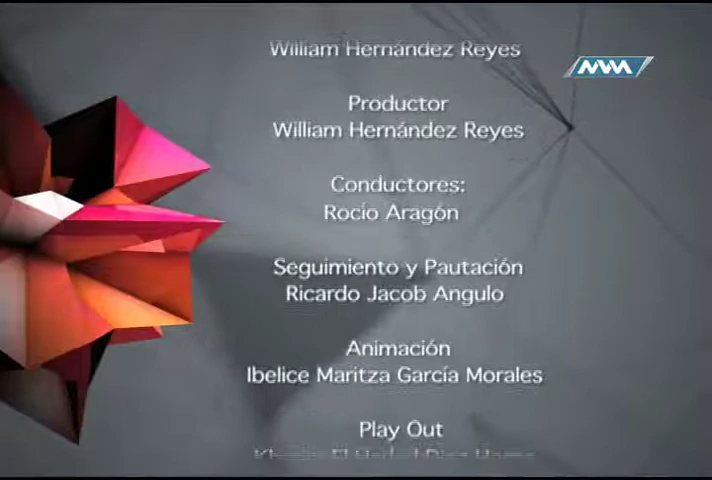 William Hernández Reyes
MVM
Productor
William Hernández Reyes
Conductores:
Rocío Aragón
Seguimiento y Pautación
Ricardo Jacob Angulo
Animación
Ibelice Maritza García Morales
Play Out